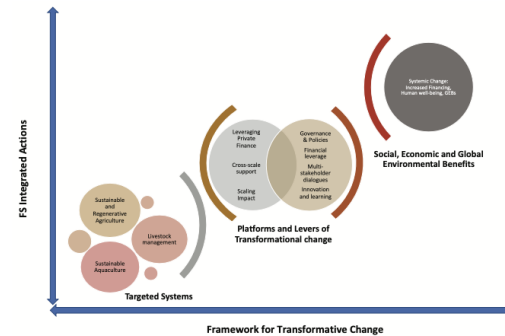 Systemic Change:
Increased Financing,
Human well-being, GEBs
Social, Economic and Global
Environmental Benefits
Leveraging
Private
Finance
Cross-scale
support
Scaling
Impact
Governance
& Policies
Financial
leverage
Multi-
stakeholder
dialogues
Innovation
and learning
Platforms and Levers of
Transformational change
Sustainable
and
Regenerative
Agriculture
Livestock
management
Sustainable
Aquaculture
Targeted Systems
FS Integrated Actions
Framework for Transformative Change